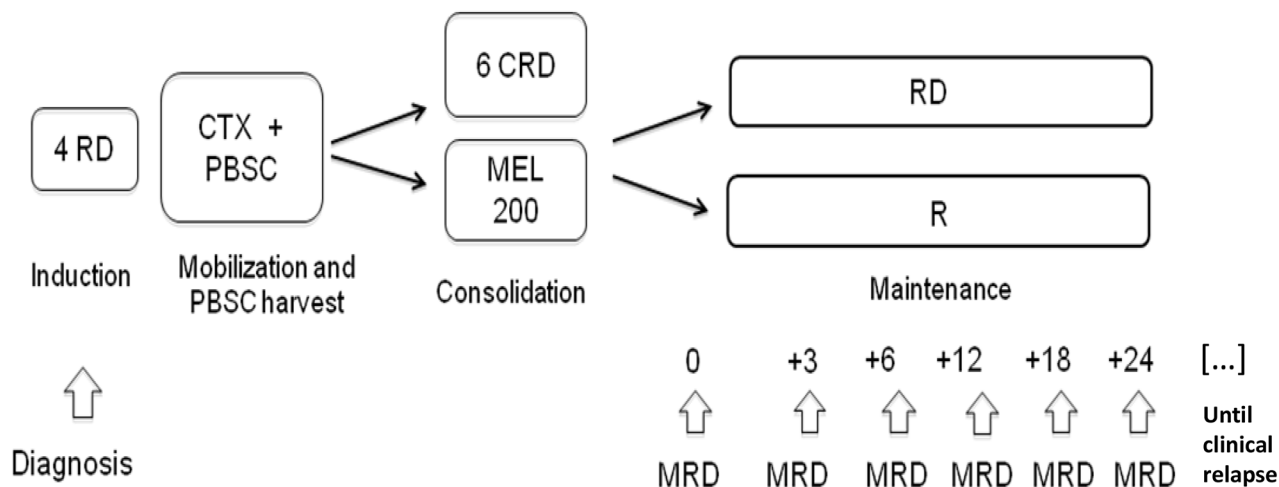 4 RD
CTX +
PBSC
6 CRD
MEL
200
RD
R
Induction
Mobilization and
PBSC harvest
Consolidation
Maintenance
0 +3 +6 +12 +18 +24 [...]
Diagnosis
MRD MRD MRD MRD MRD MRD
Until
clinical
relapse